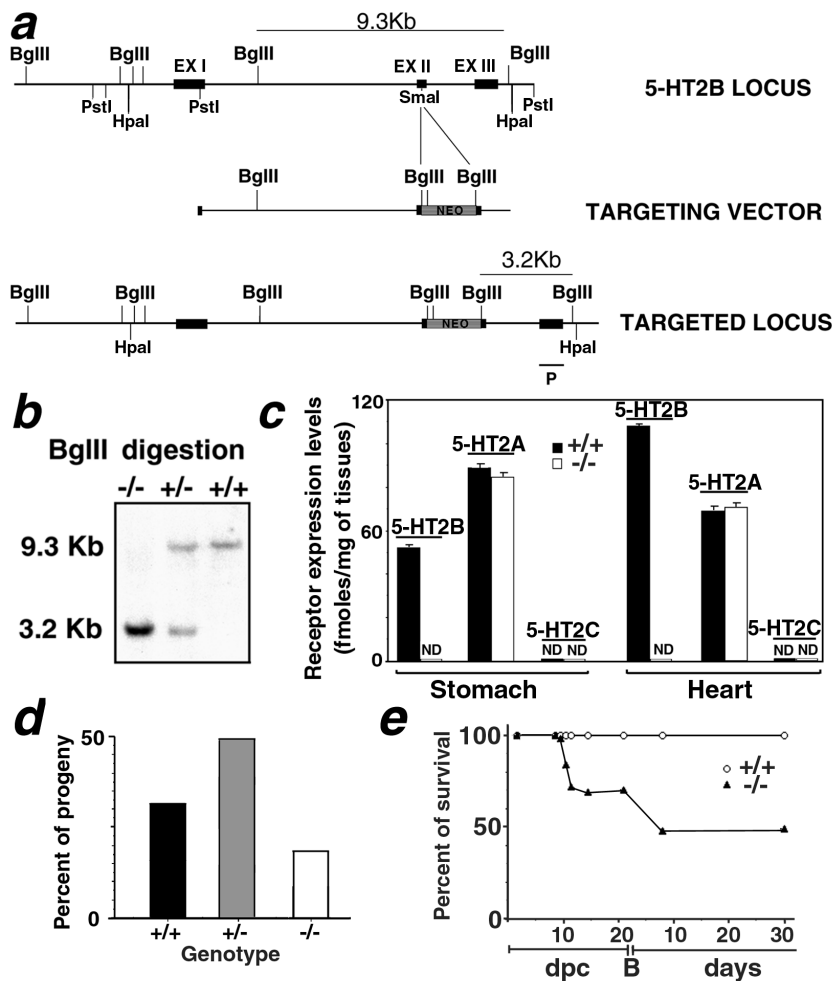 a
9.3Kb
BglII BglII BglII BglII
EX I EX II EX III
PstI HpaI PstI SmaI HpaI PstI
5-HT2B LOCUS
BglII BglII BglII
NEO
TARGETING VECTOR
3.2Kb
BglII BglII BglII BglII BglII BglII
NEO
TARGETED LOCUS
HpaI HpaI
P
b
BglII digestion
-/- +/- +/+
9.3 Kb
3.2 Kb
c
Receptor expression levels
(fmoles/mg of tissues)
120
60
0
5-HT2B
5-HT2A
5-HT2C
ND ND ND
+/+
-/-
5-HT2B
5-HT2A
5-HT2C
ND ND ND
Stomach Heart
d
Percent of progeny
50
0
+/+ +/- -/-
Genotype
e
Percent of survival
100
50
0
+/+
-/-
10 20 10 20 30
dpc B days